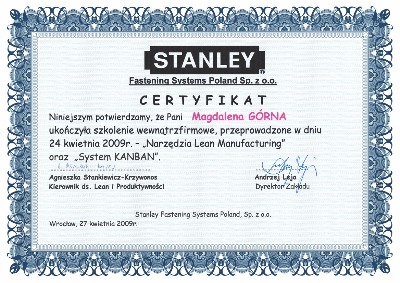 STANLEY
®
Fastening Systems Poland Sp. z o.o.
CERTYFIKAT
Niniejszym potwierdzamy, że Pani Magdalena GÓRNA
ukończyła szkolenie wewnątrzfirmowe, przeprowadzone w dniu
24 kwietnia 2009r. – „Narzędzia Lean Manufacturing”
oraz „System KANBAN”.
Agnieszka Stankiewicz-Krzywonos
Kierownik ds. Lean i Produktywności
Andrzej Leja
Dyrektor Zakładu
Stanley Fastening Systems Poland, Sp. z o.o.
Wrocław, 27 kwietnia 2009r.